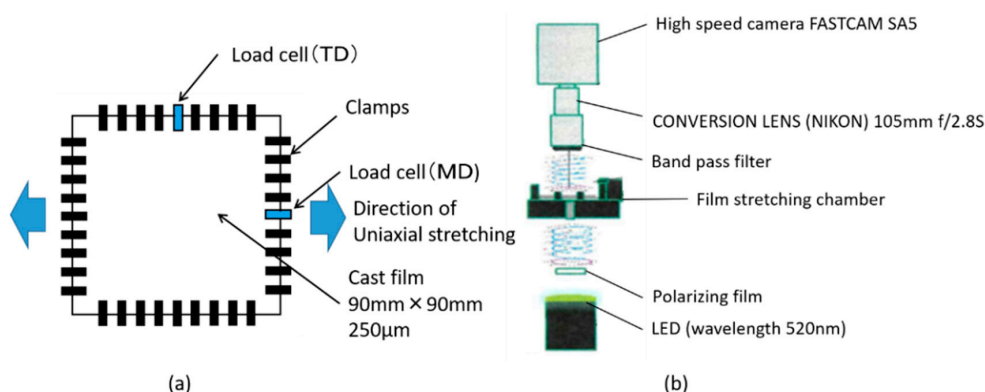 Load cell(TD)
Clamps
Load cell(MD)
Direction of
Uniaxial stretching
Cast film
90mm×90mm
250μm
(a)
High speed camera FASTCAM SA5
CONVERSION LENS (NIKON) 105mm f/2.8S
Band pass filter
Film stretching chamber
Polarizing film
LED (wavelength 520nm)
(b)